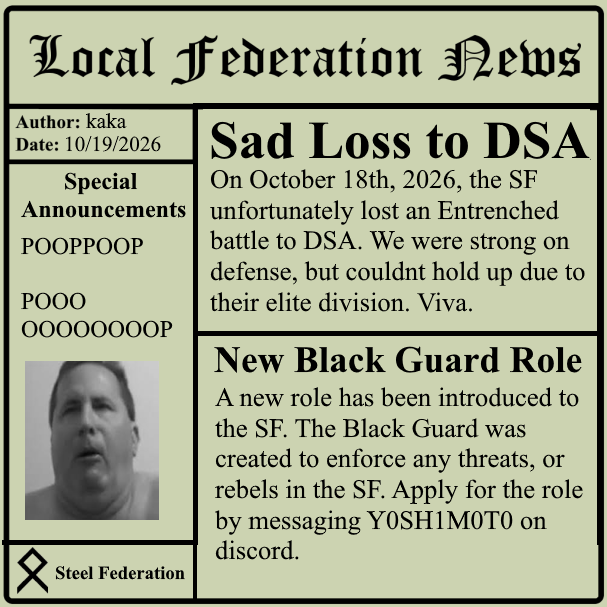 Local Federation News
Author: kaka
Date: 10/19/2026
Special
Announcements
POOPPOOP
POOO
OOOOOOOOP
Steel Federation
Sad Loss to DSA
On October 18th, 2026, the SF
unfortunately lost an Entrenched
battle to DSA. We were strong on
defense, but couldnt hold up due to
their elite division. Viva.
New Black Guard Role
A new role has been introduced to
the SF. The Black Guard was
created to enforce any threats, or
rebels in the SF. Apply for the role
by messaging Y0SH1M0T0 on
discord.